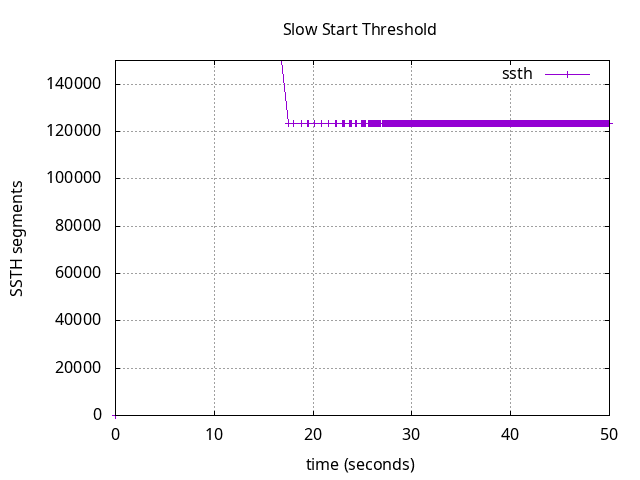 Slow Start Threshold
ssth
140000
120000
100000
80000
60000
40000
20000
0
SSTH segments
0 10 20 30 40 50
time (seconds)